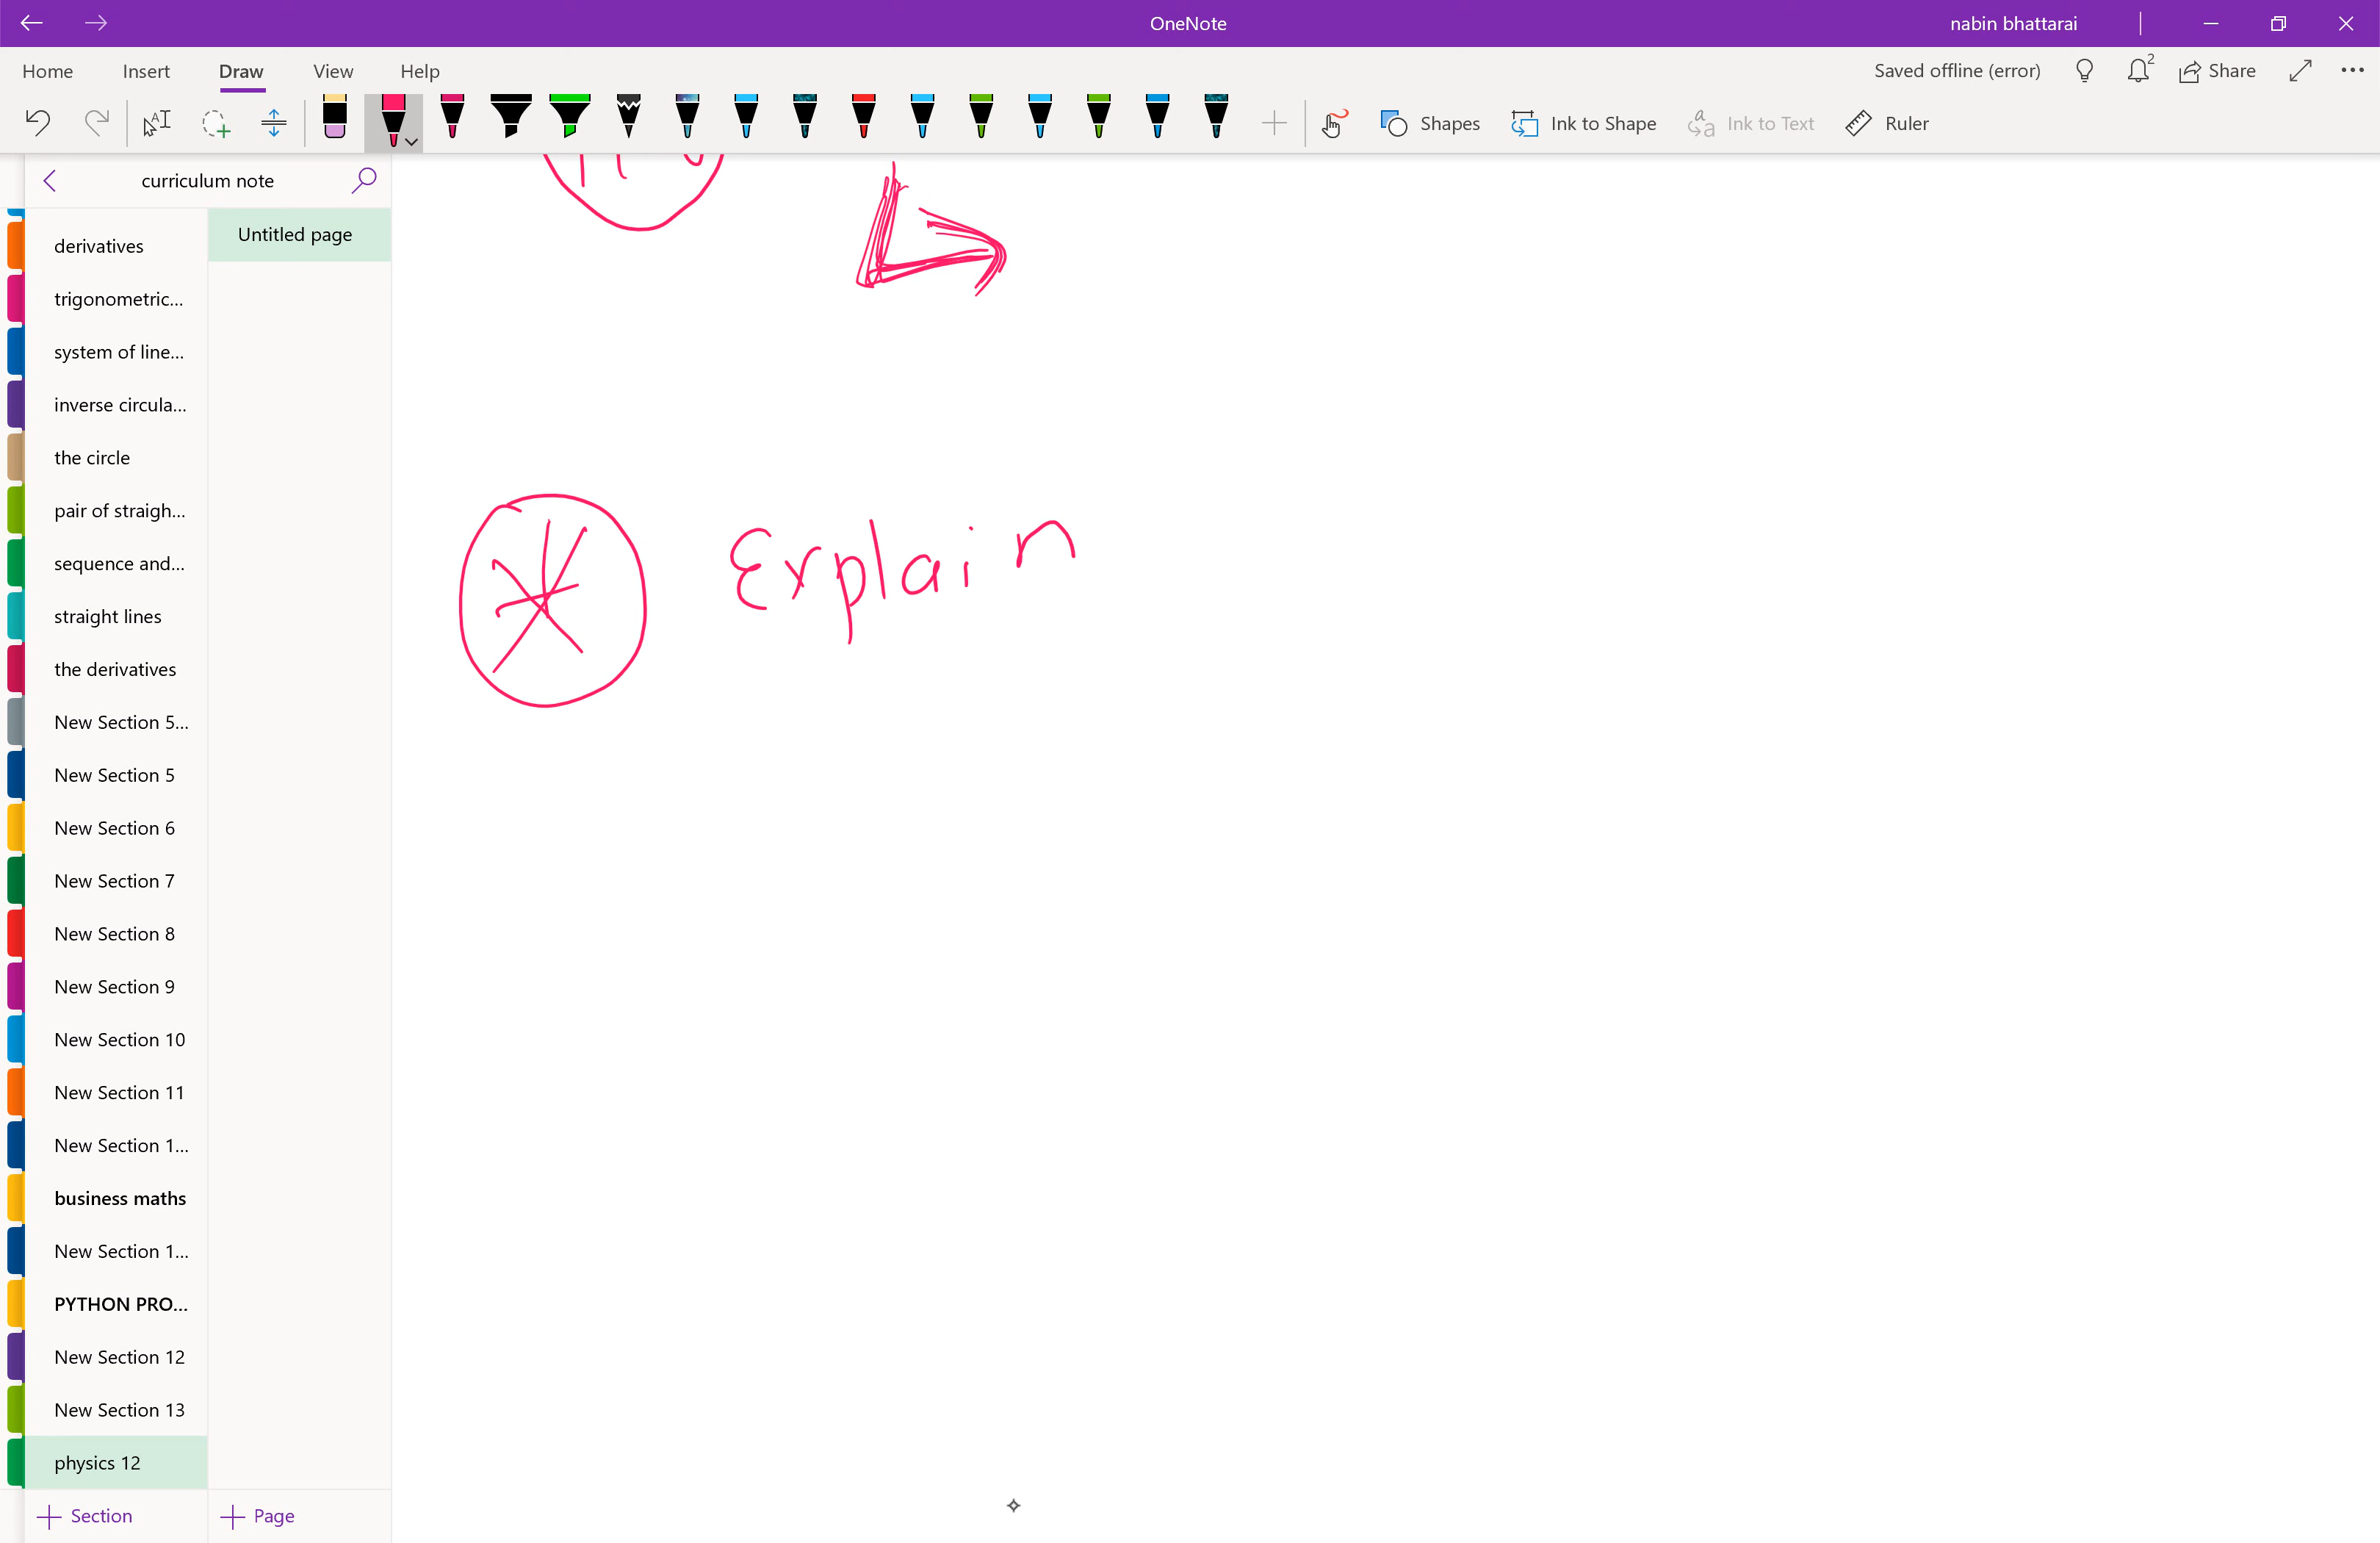 OneNote
nabin bhattarai
Home Insert Draw View Help
Saved offline (error)
2
Share
Shapes
Ink to Shape
Ink to Text
Ruler
curriculum note
Untitled page
derivatives
trigonometric...
system of line...
inverse circula...
the circle
pair of straigh...
sequence and...
straight lines
the derivatives
New Section 5...
New Section 5
New Section 6
New Section 7
New Section 8
New Section 9
New Section 10
New Section 11
New Section 1...
business maths
New Section 1...
PYTHON PRO...
New Section 12
New Section 13
physics 12
Section
Page
Explain